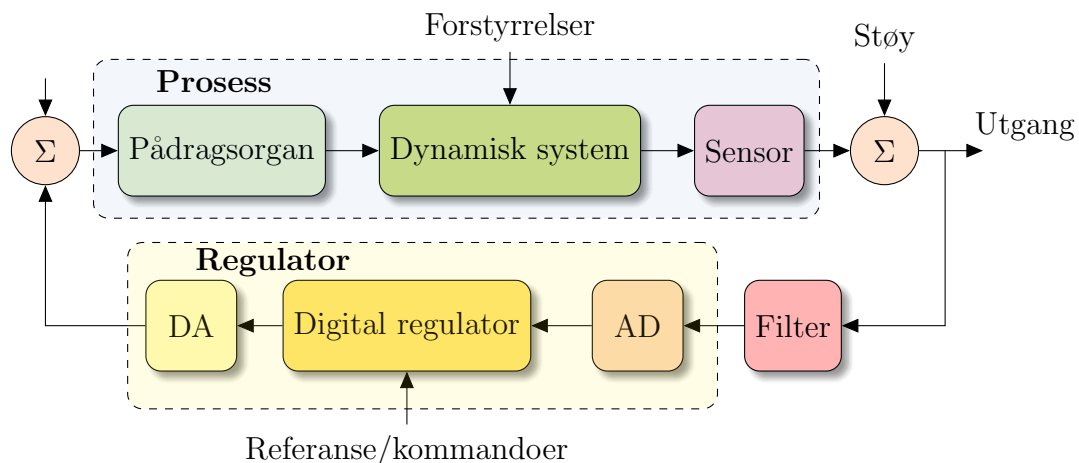 Forstyrrelser
Støy
Prosess
Utgang
Σ
Pådragsorgan
Dynamisk system
Sensor
Σ
Regulator
DA
Digital regulator
AD
Filter
Referanse/kommandoer